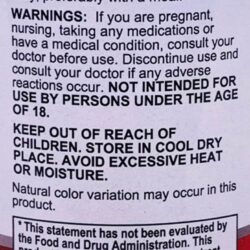 preferably with a meal.
WARNINGS: If you are pregnant,
nursing, taking any medications or
have a medical condition, consult your
doctor before use. Discontinue use and
consult your doctor if any adverse
reactions occur. NOT INTENDED FOR
USE BY PERSONS UNDER THE AGE
OF 18.
KEEP OUT OF REACH OF
CHILDREN. STORE IN COOL DRY
PLACE. AVOID EXCESSIVE HEAT
OR MOISTURE.
Natural color variation may occur in this
product.
* This statement has not been evaluated by
the Food and Drug Administration. This